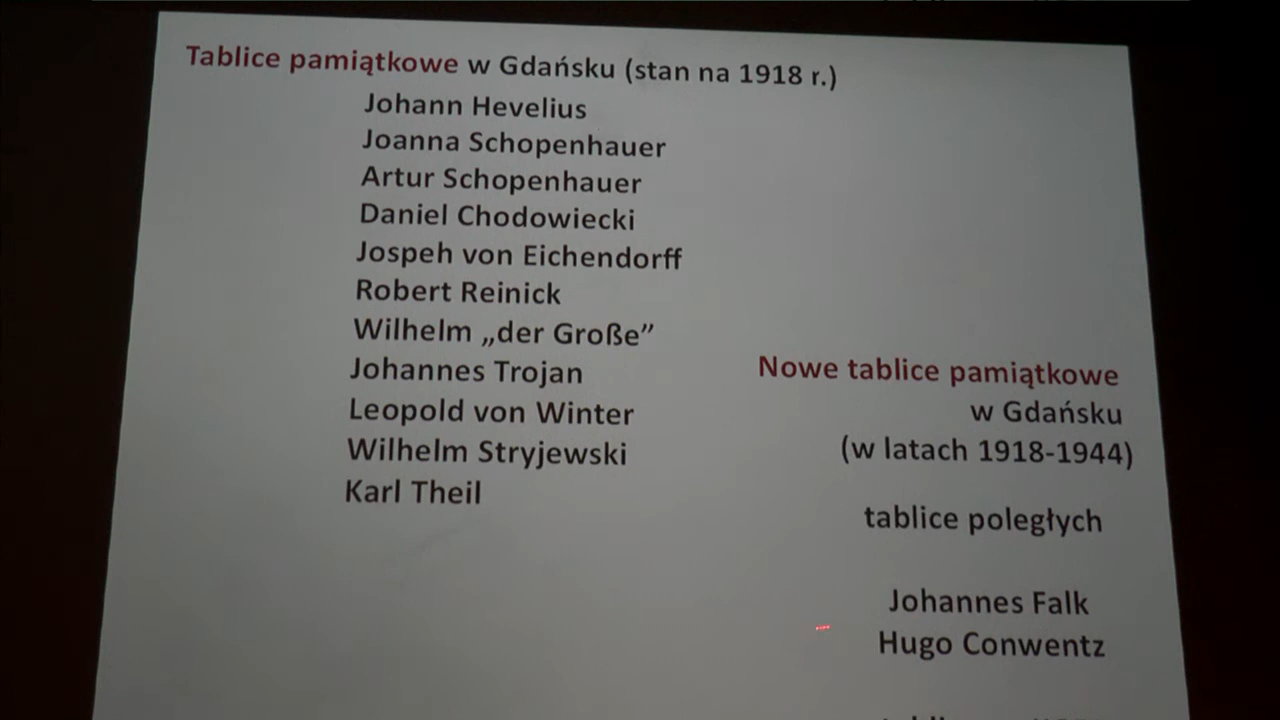 Tablice pamiątkowe w Gdańsku (stan na 1918 r.)
Johann Hevelius
Joanna Schopenhauer
Artur Schopenhauer
Daniel Chodowiecki
Jospeh von Eichendorff
Robert Reinick
Wilhelm „der Große”
Johannes Trojan
Leopold von Winter
Wilhelm Stryjewski
Karl Theil
Nowe tablice pamiątkowe
w Gdańsku
(w latach 1918-1944)
tablice poległych
Johannes Falk
Hugo Conwentz